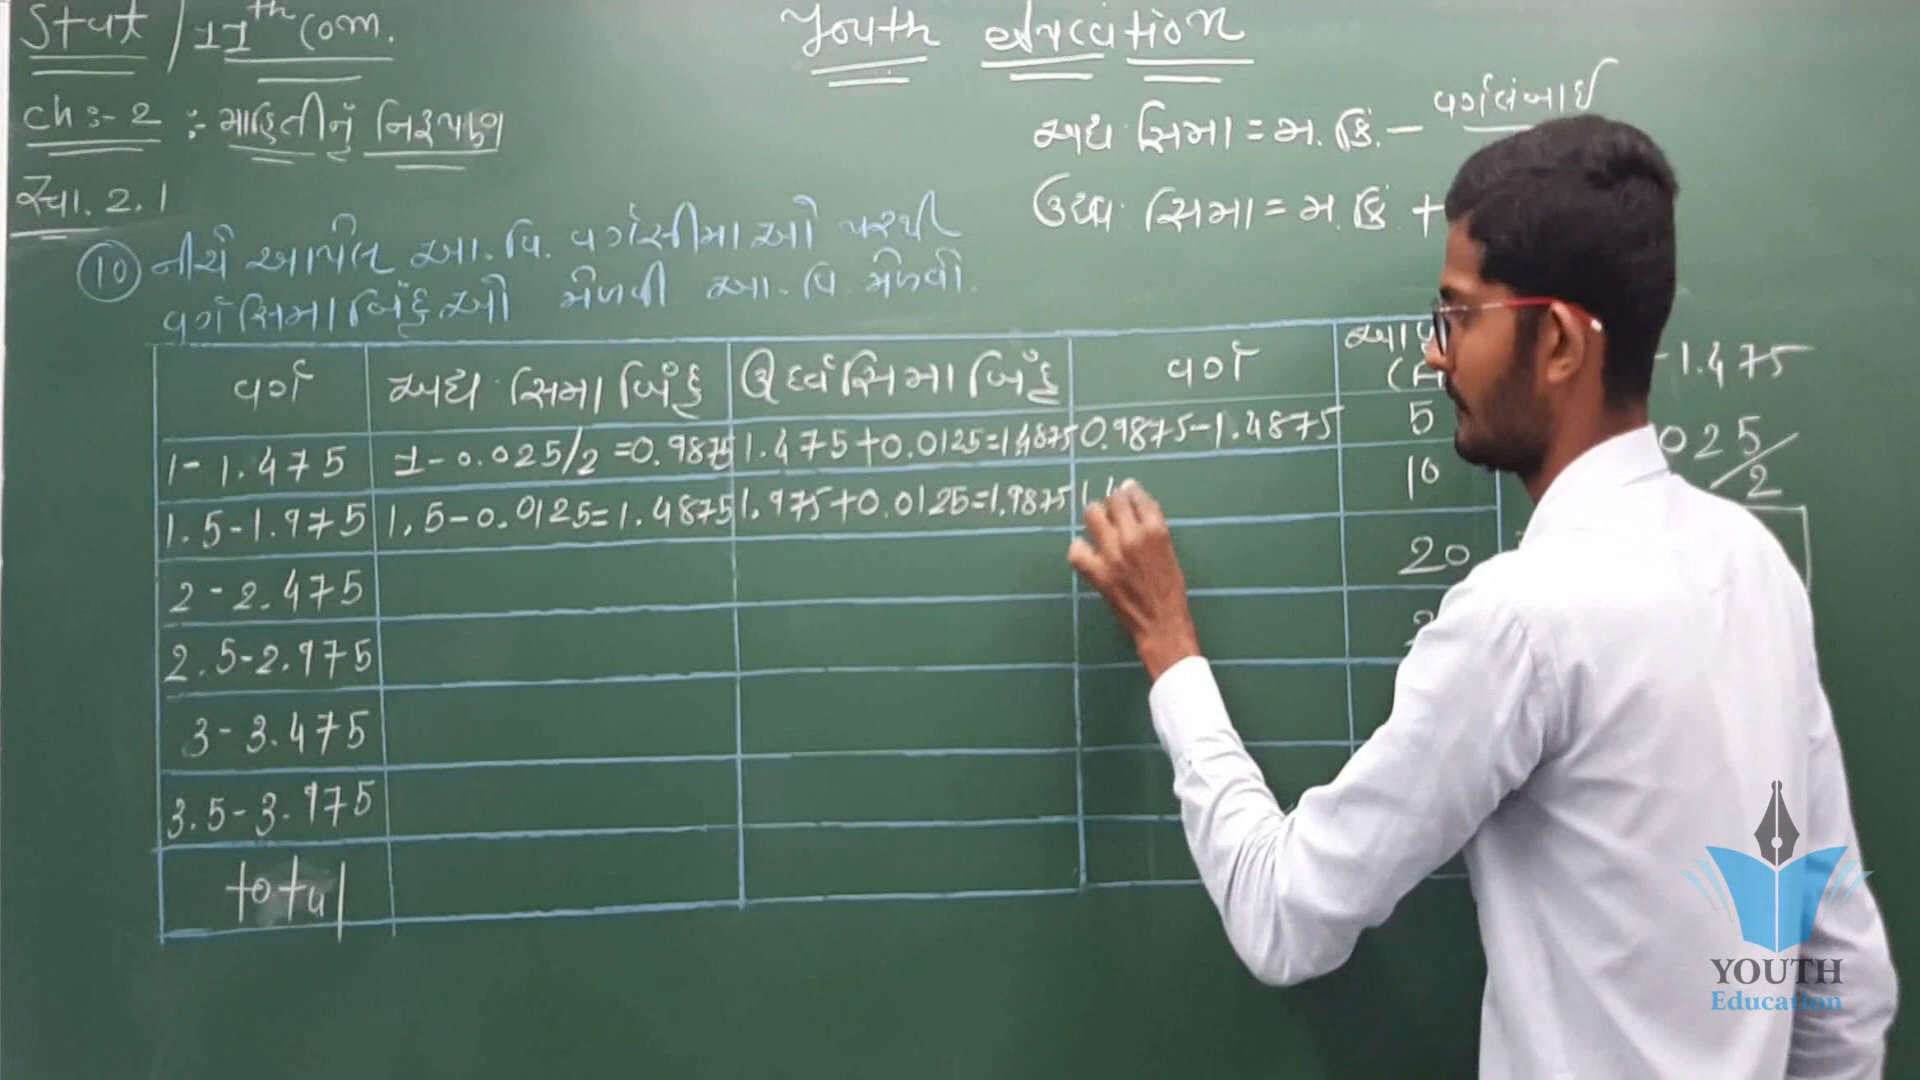 Stat / 11th Com.
Youth education
Ch :- 2 :- માહિતીનું નિરૂપણ
સ્વા. 2.1
અધ: સિમા = મ. કિં. - વર્ગલંબાઈ
ઉર્ધ્વ સિમા = મ. કિં +
10 નીચે આપેલ આ. વિ. વર્ગસીમાઓ પરથી
વર્ગ સિમા બિંદુઓ મેળવી આ. વિ. મેળવો.
વર્ગ અધ: સિમા બિંદુ ઉર્ધ્વસિમા બિંદુ વર્ગ
1 - 1.475 1 - 0.025/2 = 0.9875 1.475 + 0.0125 = 1.4875 0.9875 - 1.4875 5
1.5 - 1.975 1.5 - 0.0125 = 1.4875 1.975 + 0.0125 = 1.9875 10
2 - 2.475 20
2.5 - 2.975
3 - 3.475
3.5 - 3.975
total
- 1.475
025/2
YOUTH
Education